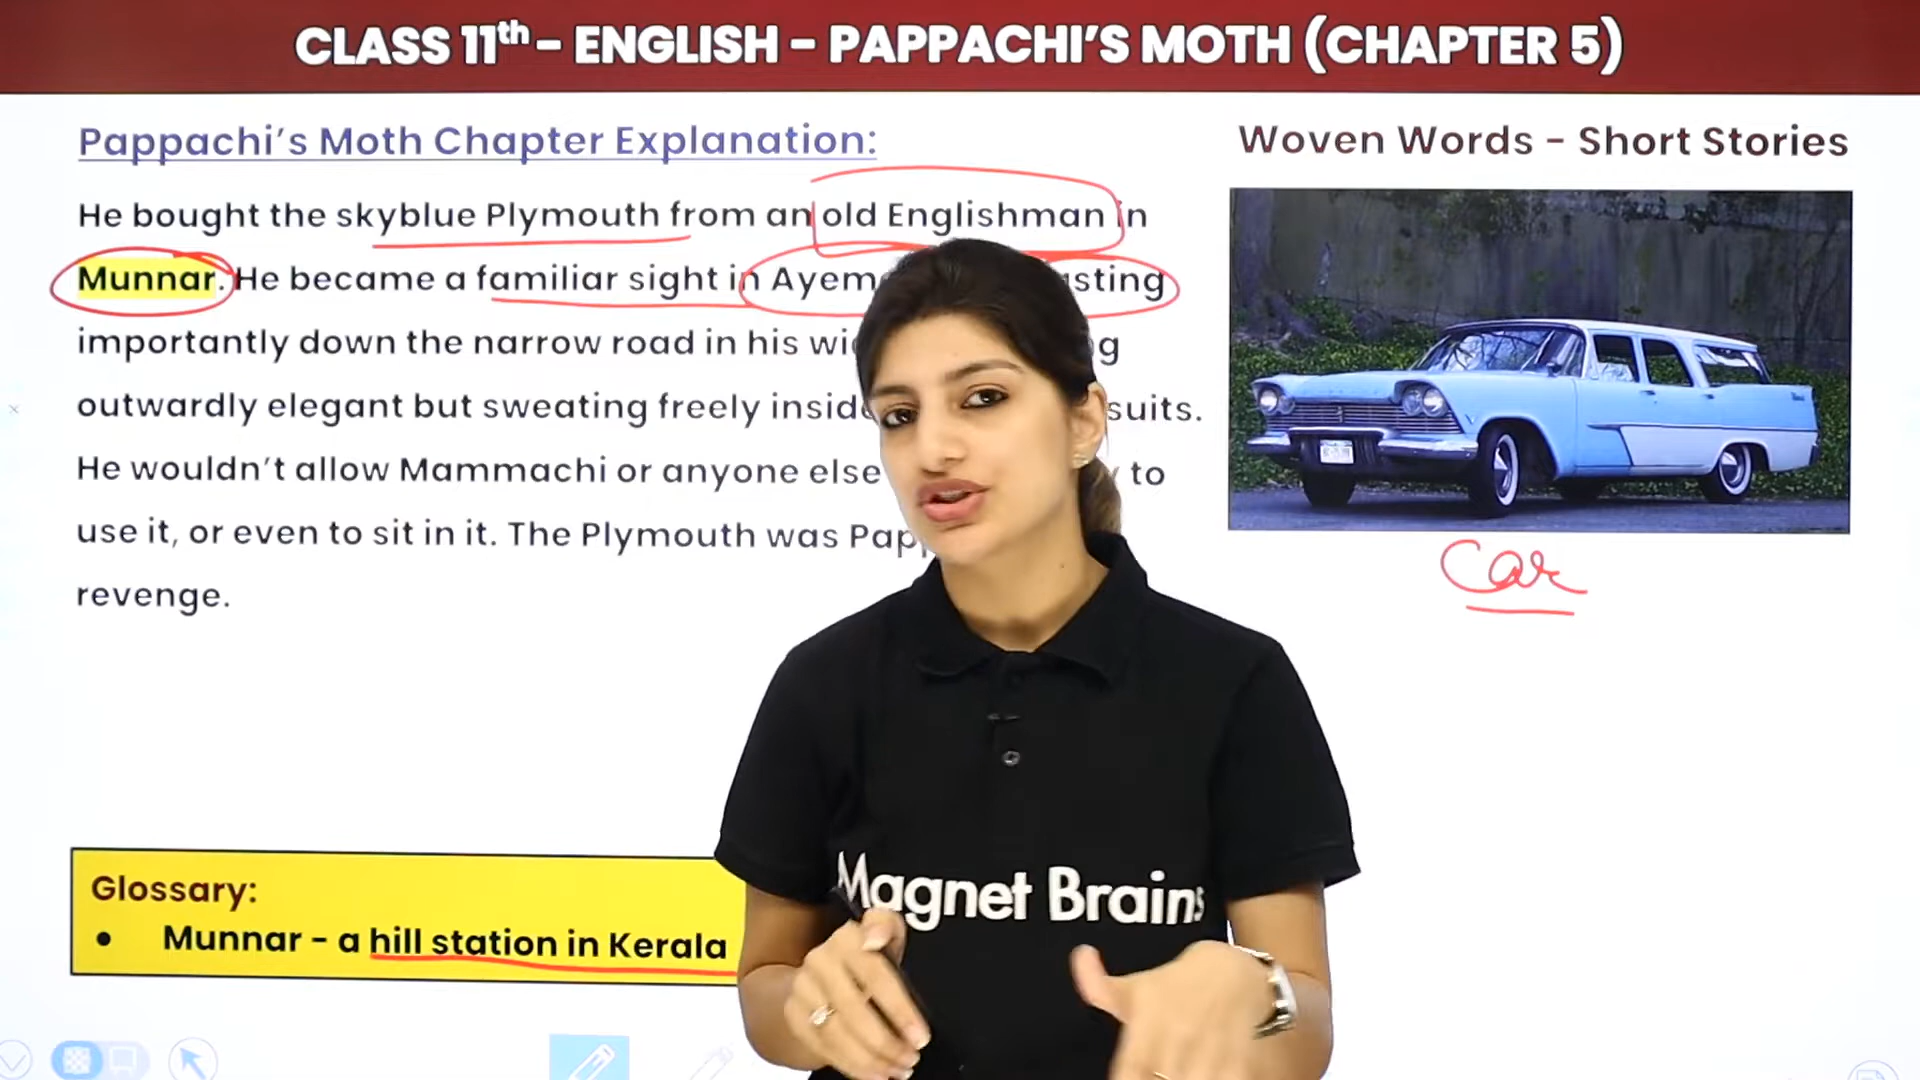 CLASS 11th – ENGLISH – PAPPACHI’S MOTH (CHAPTER 5)
Pappachi’s Moth Chapter Explanation:
Woven Words – Short Stories
He bought the skyblue Plymouth from an old Englishman in
Munnar. He became a familiar sight in
importantly down the narrow road in his
outwardly elegant but sweating freely suits.
He wouldn’t allow Mammachi or anyone else to
use it, or even to sit in it. The Plymouth was
revenge.
Car
Glossary:
• Munnar – a hill station in Kerala
Magnet Brains